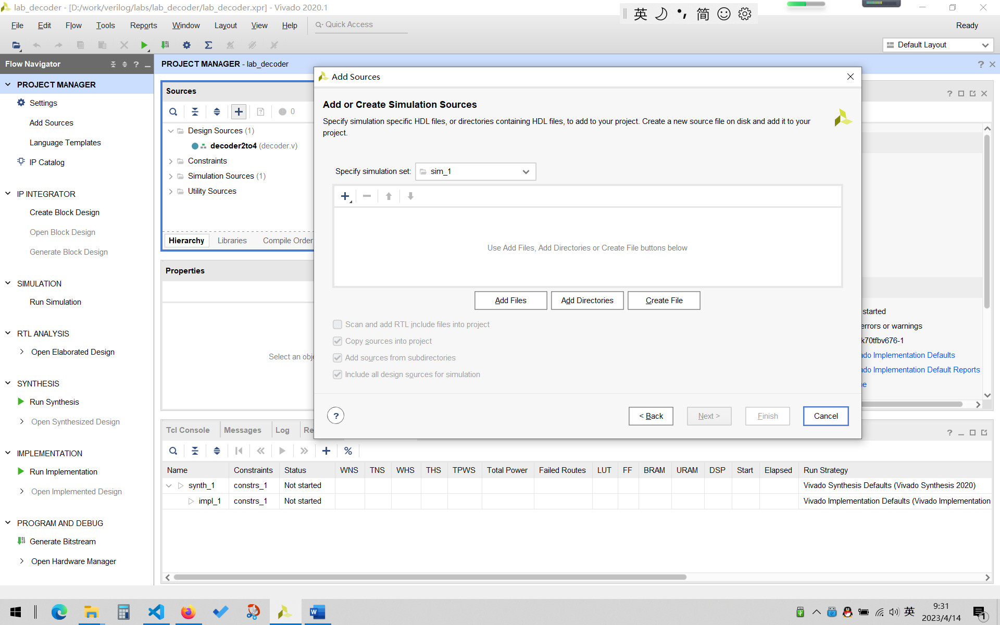 lab_decoder - [D:/work/verilog/labs/lab_decoder/lab_decoder.xpr] - Vivado 2020.1
英 简
File Edit Flow Tools Reports Window Layout View Help Quick Access
Ready
Default Layout
Flow Navigator
PROJECT MANAGER - lab_decoder
PROJECT MANAGER
Settings
Add Sources
Language Templates
IP Catalog
IP INTEGRATOR
Create Block Design
Open Block Design
Generate Block Design
SIMULATION
Run Simulation
RTL ANALYSIS
Open Elaborated Design
SYNTHESIS
Run Synthesis
Open Synthesized Design
IMPLEMENTATION
Run Implementation
Open Implemented Design
PROGRAM AND DEBUG
Generate Bitstream
Open Hardware Manager
Sources
0
Design Sources (1)
decoder2to4 (decoder.v)
Constraints
Simulation Sources (1)
Utility Sources
Hierarchy Libraries Compile Order
Properties
Select an obje
Add Sources
Add or Create Simulation Sources
Specify simulation specific HDL files, or directories containing HDL files, to add to your project. Create a new source file on disk and add it to your
project.
Specify simulation set: sim_1
Use Add Files, Add Directories or Create File buttons below
Add Files Add Directories Create File
Scan and add RTL include files into project
Copy sources into project
Add sources from subdirectories
Include all design sources for simulation
? < Back Next > Finish Cancel
started
errors or warnings
k70tfbv676-1
ado Implementation Defaults
ado Implementation Default Reports
e
Tcl Console Messages Log Re
Name Constraints Status WNS TNS WHS THS TPWS Total Power Failed Routes LUT FF BRAM URAM DSP Start Elapsed Run Strategy
synth_1 constrs_1 Not started Vivado Synthesis Defaults (Vivado Synthesis 2020)
impl_1 constrs_1 Not started Vivado Implementation Defaults (Vivado Implementation
英
9:31
2023/4/14
1